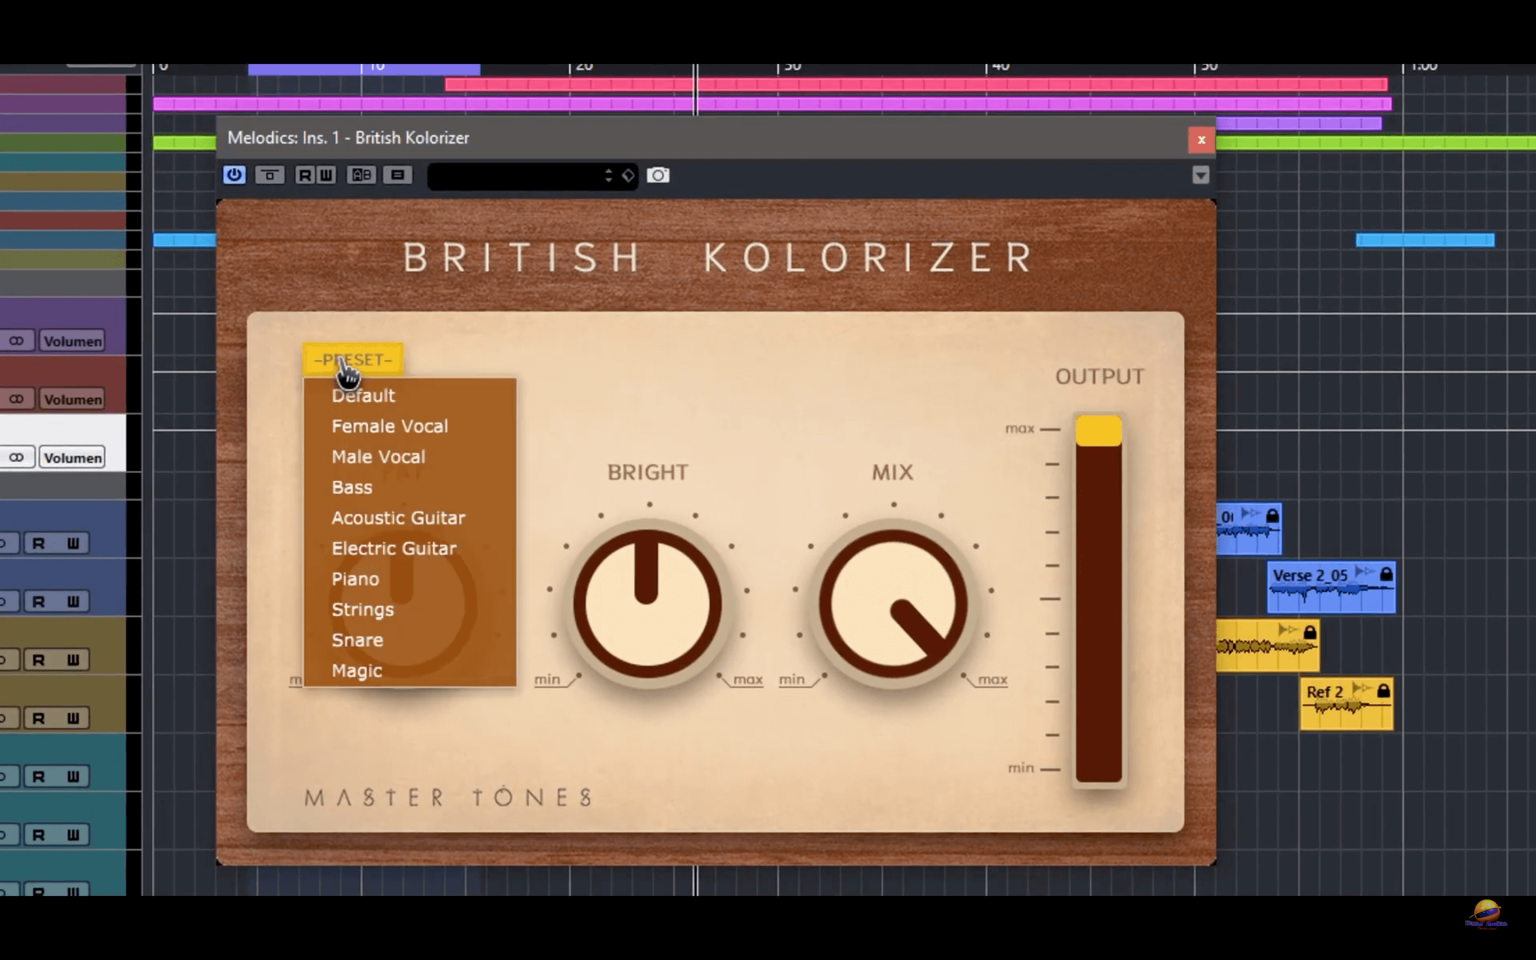 0 10 20 30 40 50 1:00
Melodics: Ins. 1 - British Kolorizer
x
R W AB
BRITISH KOLORIZER
-PRESET-
Default
Female Vocal
Male Vocal
Bass
Acoustic Guitar
Electric Guitar
Piano
Strings
Snare
Magic
BRIGHT
min max
MIX
min max
OUTPUT
max
min
MASTER TONES
Volumen
Volumen
Volumen
R W
R W
R W
R W
R W
R W
R W
Verse 2_05
Ref 2